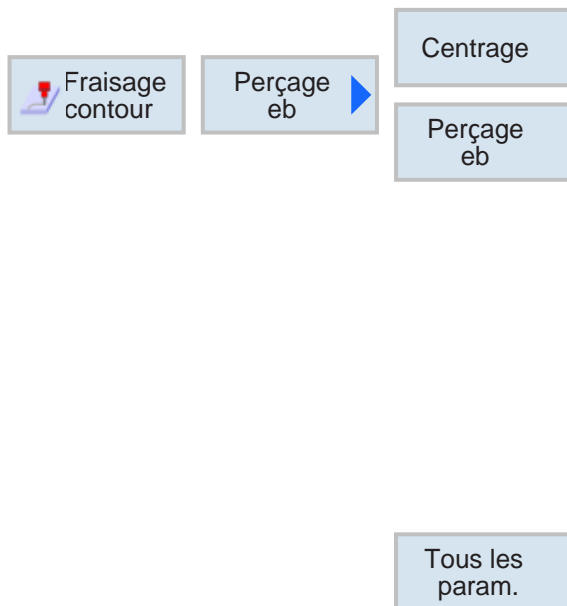 Centrage
Fraisage
contour
Perçage
eb
Perçage
eb
Tous les
param.